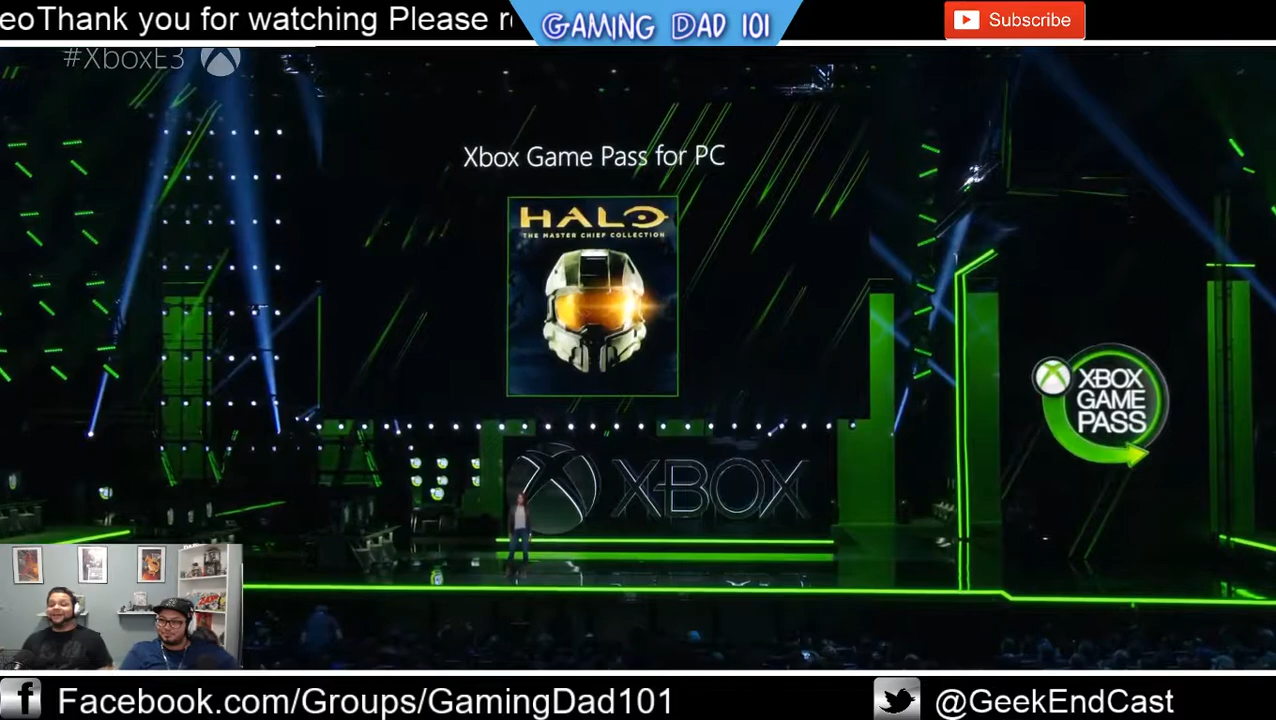 eoThank you for watching Please re
GAMING DAD 101
Subscribe
#XboxE3
Xbox Game Pass for PC
HALO
THE MASTER CHIEF COLLECTION
XBOX
GAME
PASS
XBOX
Facebook.com/Groups/GamingDad101
@GeekEndCast